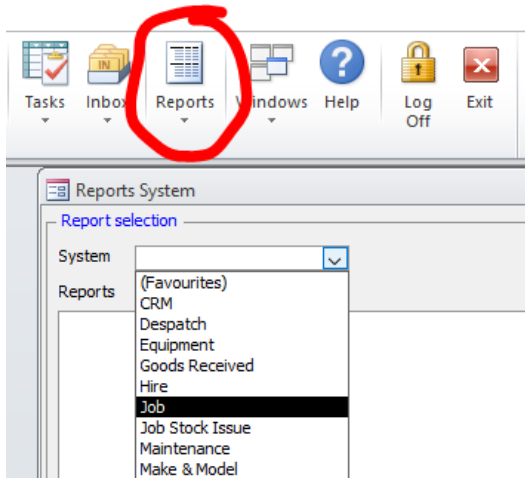 IN
Tasks Inbox Reports Windows Help Log Off Exit
Reports System
Report selection
System
Reports
(Favourites)
CRM
Despatch
Equipment
Goods Received
Hire
Job
Job Stock Issue
Maintenance
Make & Model